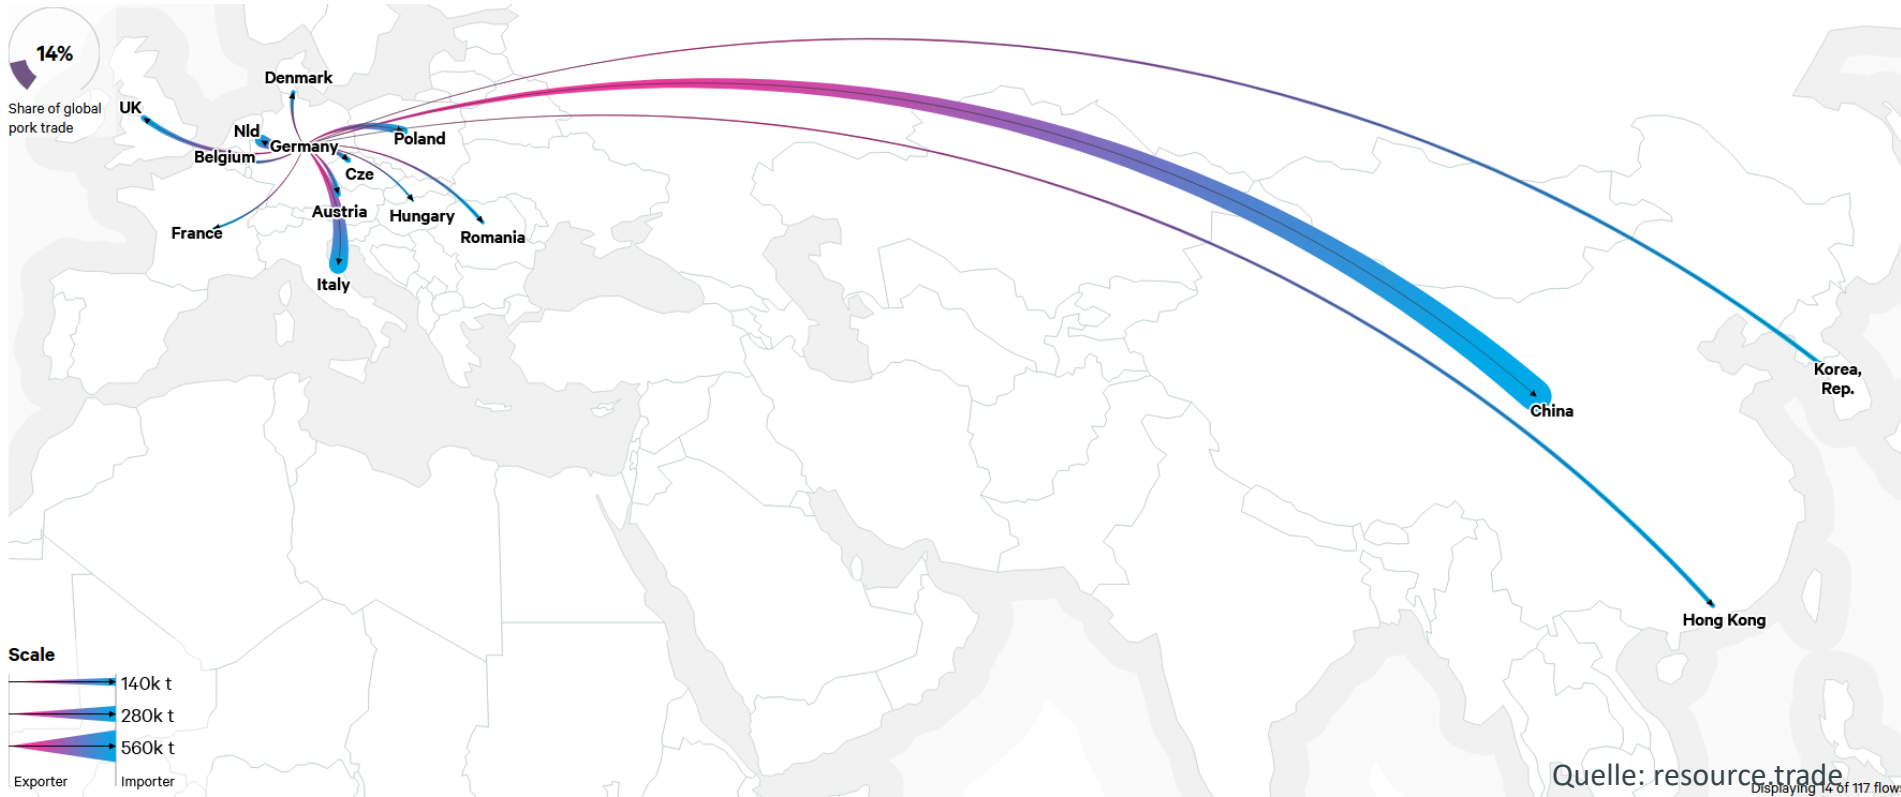 14%
Share of global
pork trade
Denmark
UK
Nld
Germany
Poland
Belgium
Cze
Austria
Hungary
France
Romania
Italy
Korea,
Rep.
China
Hong Kong
Scale
140k t
280k t
560k t
Exporter
Importer
Quelle: resource.trade
Displaying 14 of 117 flow